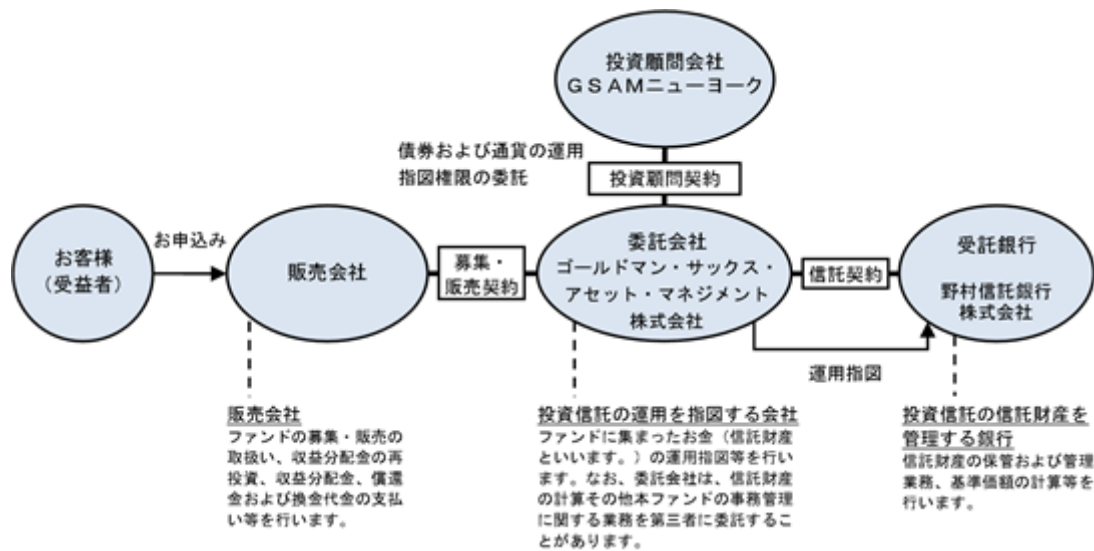 投資顧問会社
GSAMニューヨーク
債券および通貨の運用
指図権限の委託
投資顧問契約
お客様
(受益者)
お申込み
販売会社
募集・
販売契約
委託会社
ゴールドマン・サックス・
アセット・マネジメント
株式会社
信託契約
受託銀行
野村信託銀行
株式会社
運用指図
販売会社
ファンドの募集・販売の
取扱い、収益分配金の再
投資、収益分配金、償還
金および換金代金の支払
い等を行います。
投資信託の運用を指図する会社
ファンドに集まったお金(信託財産
といいます。)の運用指図等を行い
ます。なお、委託会社は、信託財産
の計算その他本ファンドの事務管理
に関する業務を第三者に委託するこ
とがあります。
投資信託の信託財産を
管理する銀行
信託財産の保管および管理
業務、基準価額の計算等を
行います。